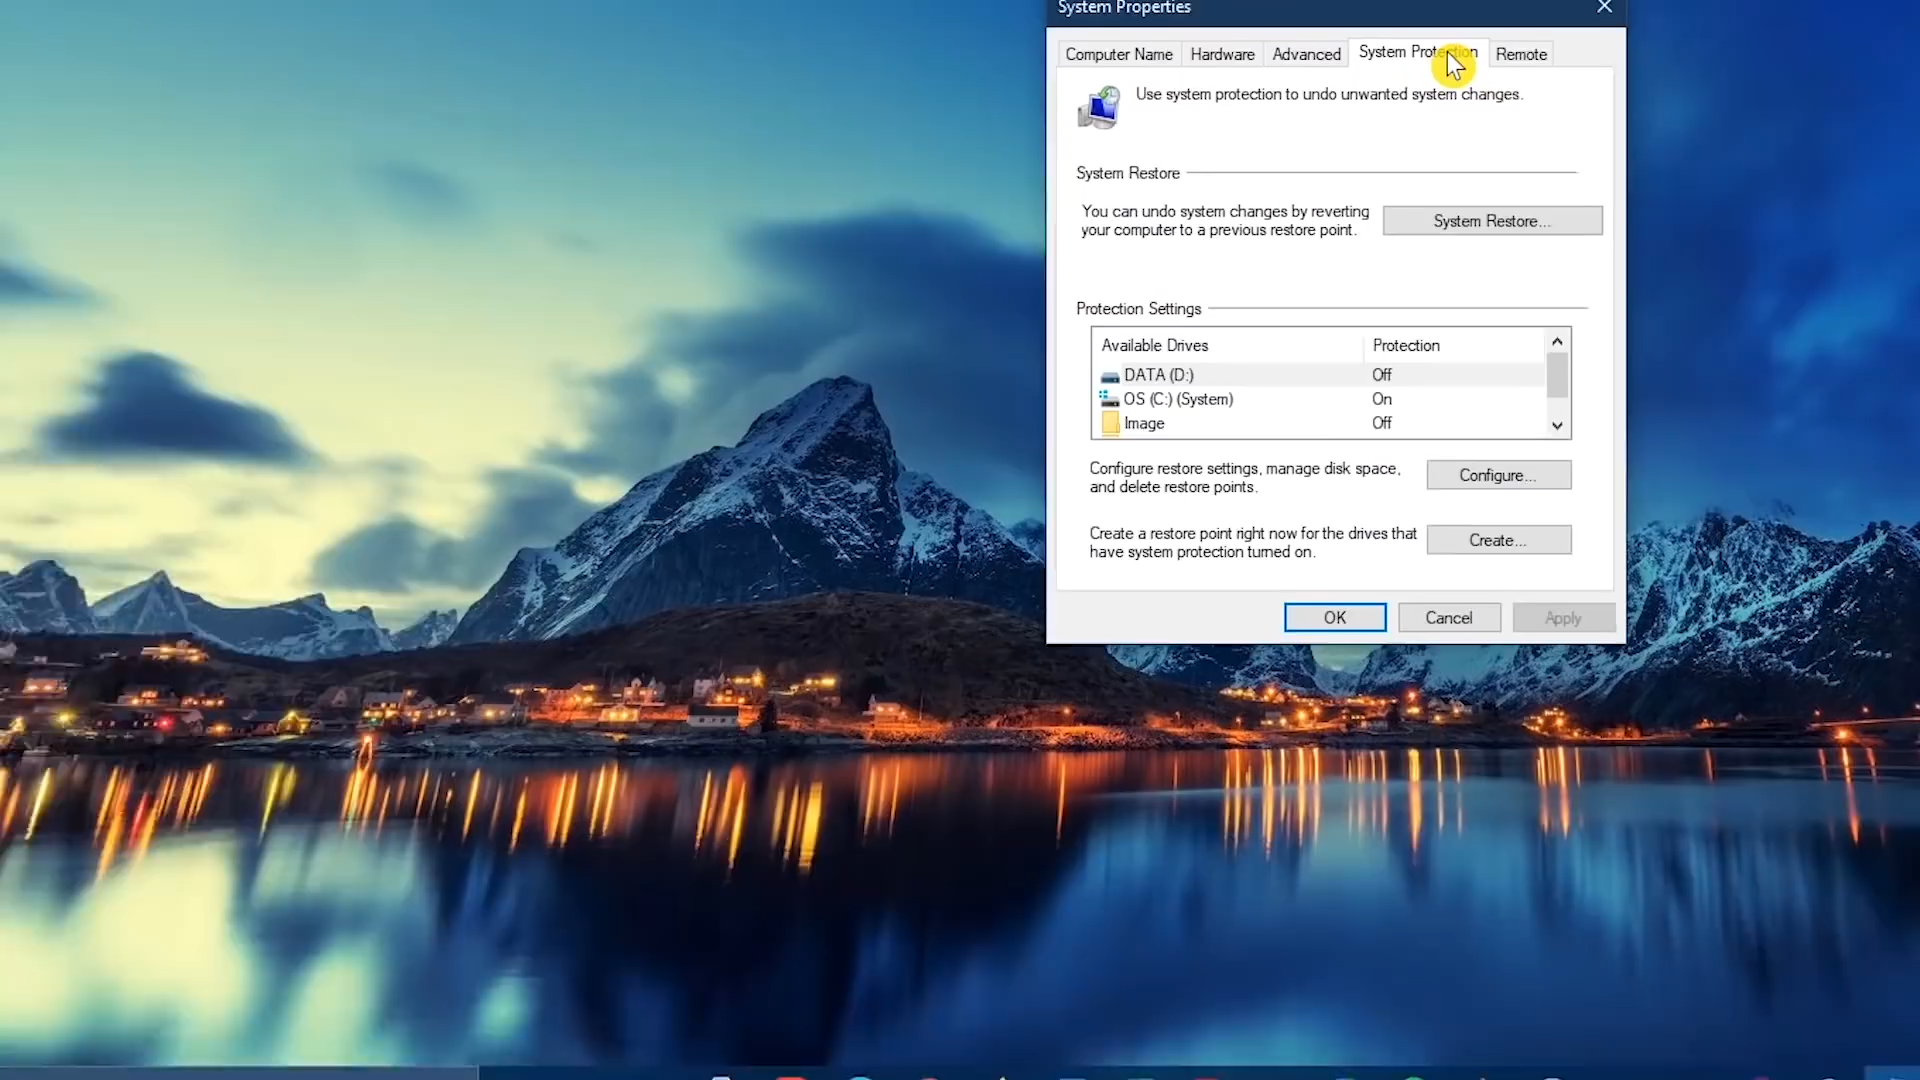 System Properties
Computer Name
Hardware
Advanced
System Protection
Remote
Use system protection to undo unwanted system changes.
System Restore
You can undo system changes by reverting
your computer to a previous restore point.
System Restore...
Protection Settings
Available Drives
Protection
DATA (D:)
Off
OS (C:) (System)
On
Image
Off
Configure restore settings, manage disk space,
and delete restore points.
Configure...
Create a restore point right now for the drives that
have system protection turned on.
Create...
OK
Cancel
Apply